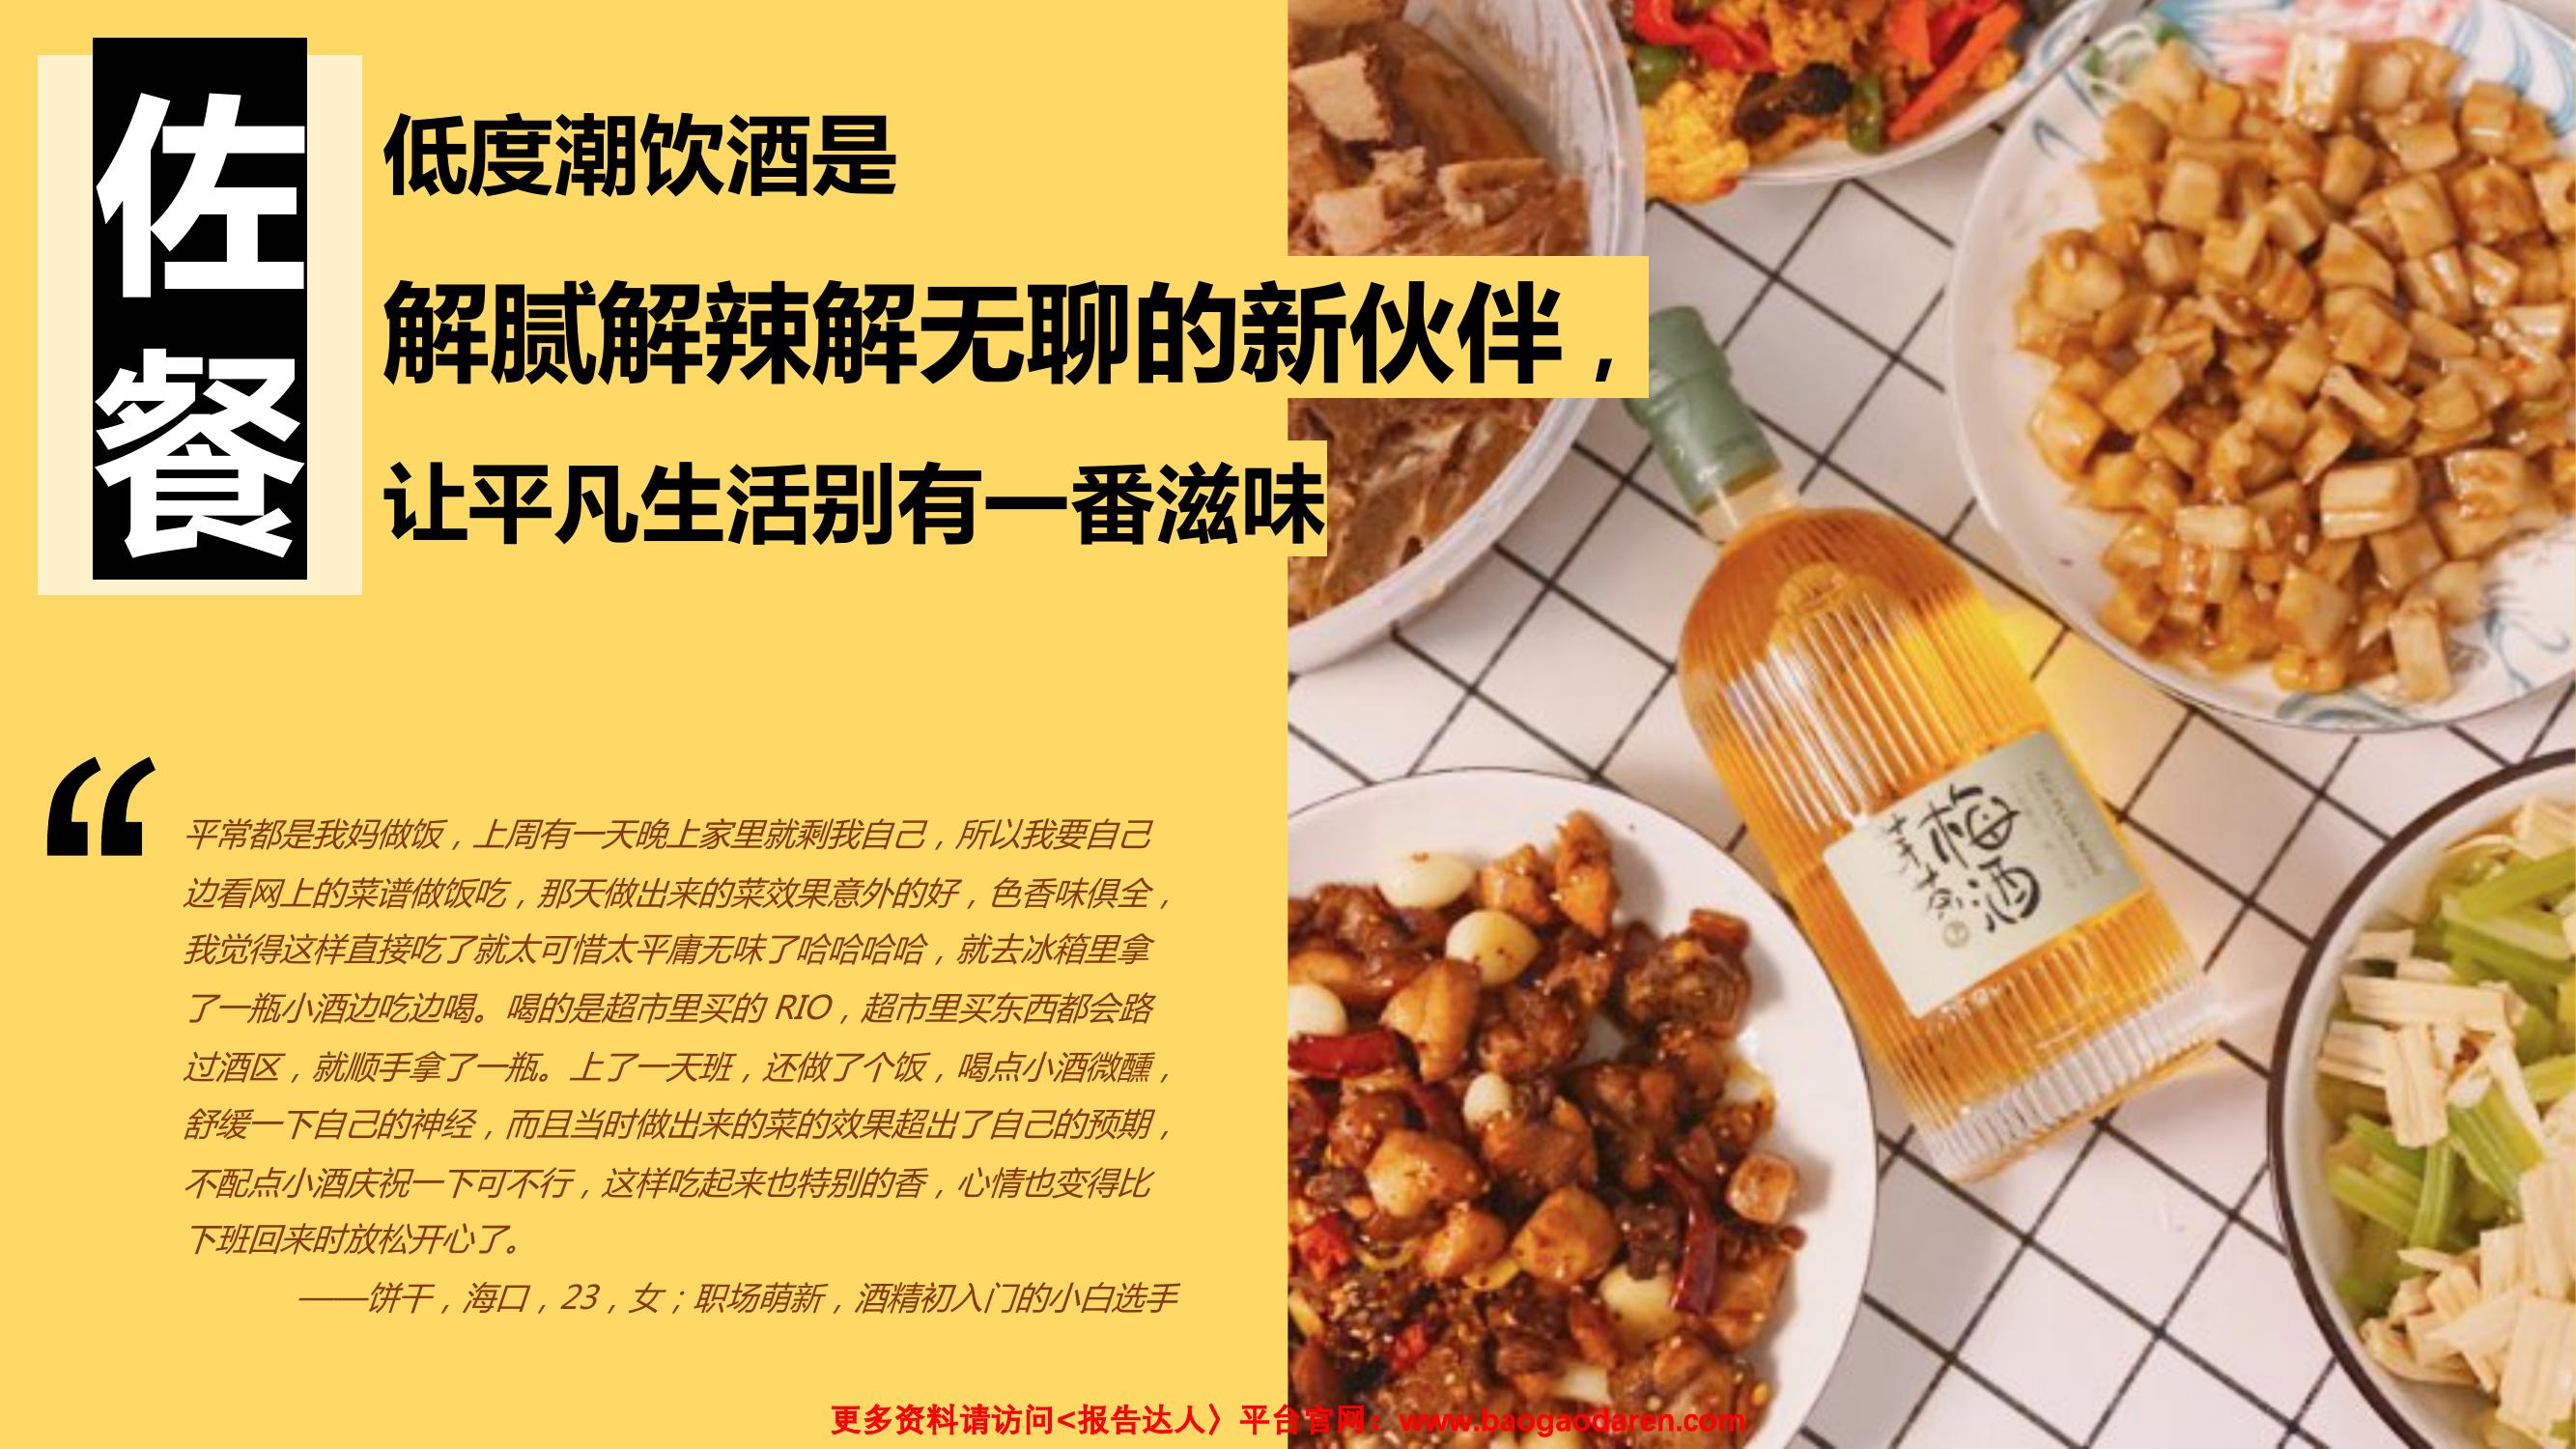 佐餐
低度潮饮酒是
解腻解辣解无聊的新伙伴，
让平凡生活别有一番滋味
“
平常都是我妈做饭，上周有一天晚上家里就剩我自己，所以我要自己
边看网上的菜谱做饭吃，那天做出来的菜效果意外的好，色香味俱全，
我觉得这样直接吃了就太可惜太平庸无味了哈哈哈哈，就去冰箱里拿
了一瓶小酒边吃边喝。喝的是超市里买的 RIO，超市里买东西都会路
过酒区，就顺手拿了一瓶。上了一天班，还做了个饭，喝点小酒微醺，
舒缓一下自己的神经，而且当时做出来的菜的效果超出了自己的预期，
不配点小酒庆祝一下可不行，这样吃起来也特别的香，心情也变得比
下班回来时放松开心了。
——饼干，海口，23，女；职场萌新，酒精初入门的小白选手
梅酒
更多资料请访问<报告达人〉平台官网：www.baogaodaren.com